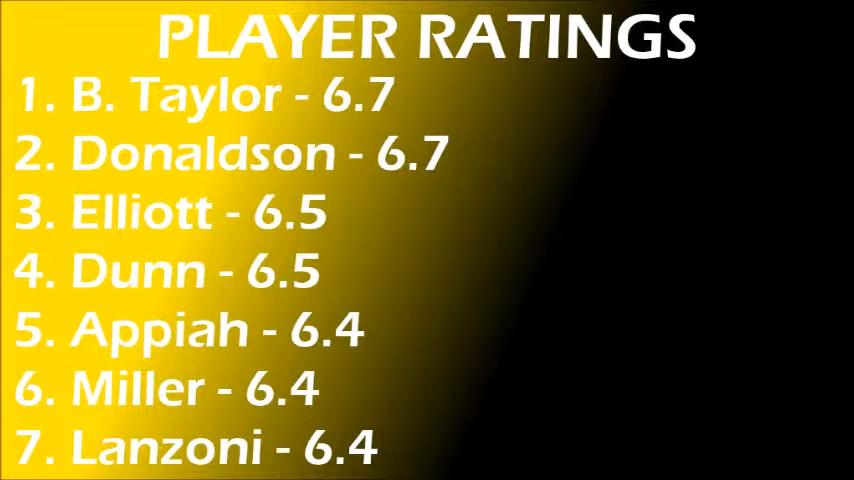 PLAYER RATINGS
1. B. Taylor - 6.7
2. Donaldson - 6.7
3. Elliott - 6.5
4. Dunn - 6.5
5. Appiah - 6.4
6. Miller - 6.4
7. Lanzoni - 6.4